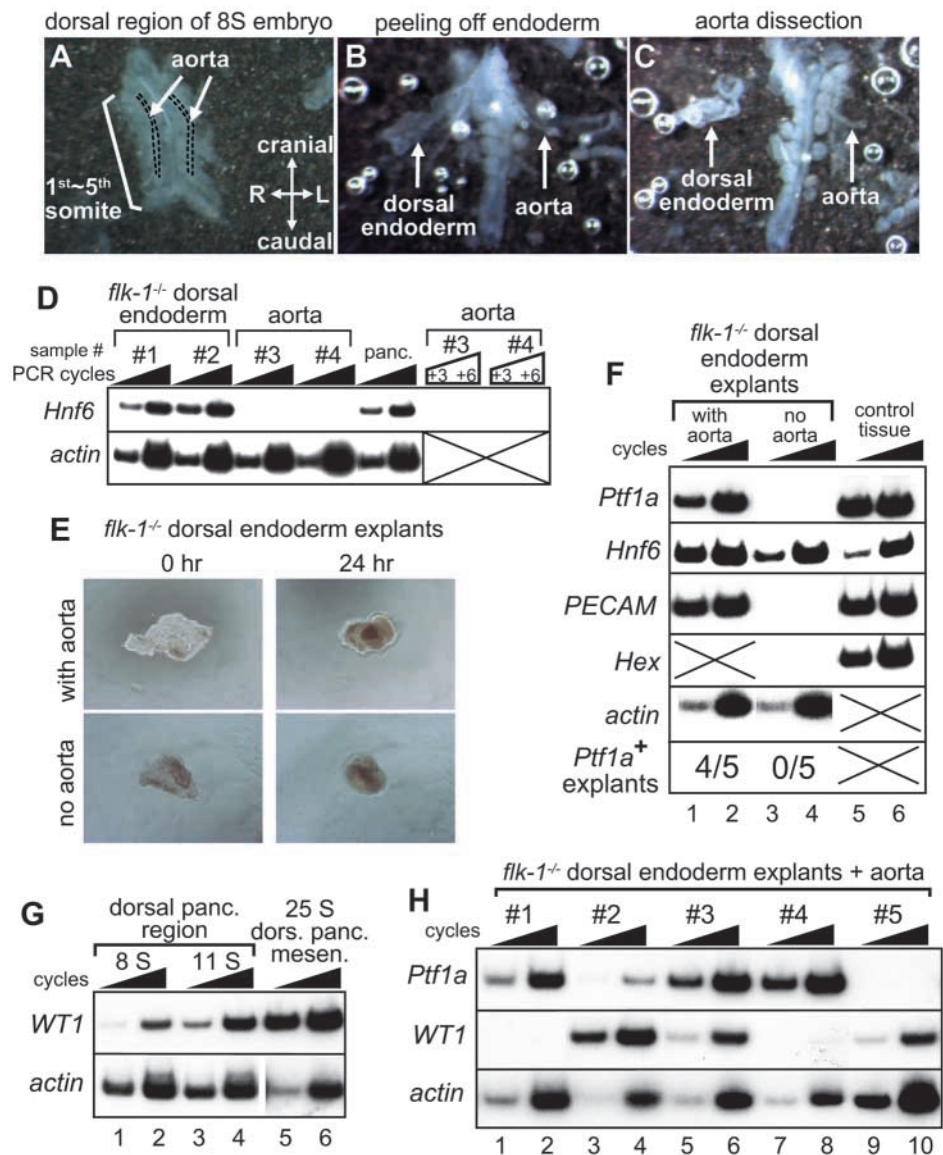 dorsal region of 8S embryo
peeling off endoderm
aorta dissection
A
aorta
1st~5th somite
cranial
R
L
caudal
B
dorsal endoderm
aorta
C
dorsal endoderm
aorta
D
flk-1-/- dorsal endoderm
aorta
panc.
aorta
sample #
#1
#2
#3
#4
#3
#4
PCR cycles
+3 +6
+3 +6
Hnf6
actin
E
flk-1-/- dorsal endoderm explants
0 hr
24 hr
with aorta
no aorta
F
flk-1-/- dorsal
endoderm
explants
with aorta
no aorta
control tissue
cycles
Ptf1a
Hnf6
PECAM
Hex
actin
Ptf1a+ explants
4/5
0/5
1 2 3 4 5 6
G
dorsal panc. region
25 S dors. panc. mesen.
8 S
11 S
cycles
WT1
actin
1 2 3 4 5 6
H
flk-1-/- dorsal endoderm explants + aorta
#1 #2 #3 #4 #5
cycles
Ptf1a
WT1
actin
1 2 3 4 5 6 7 8 9 10